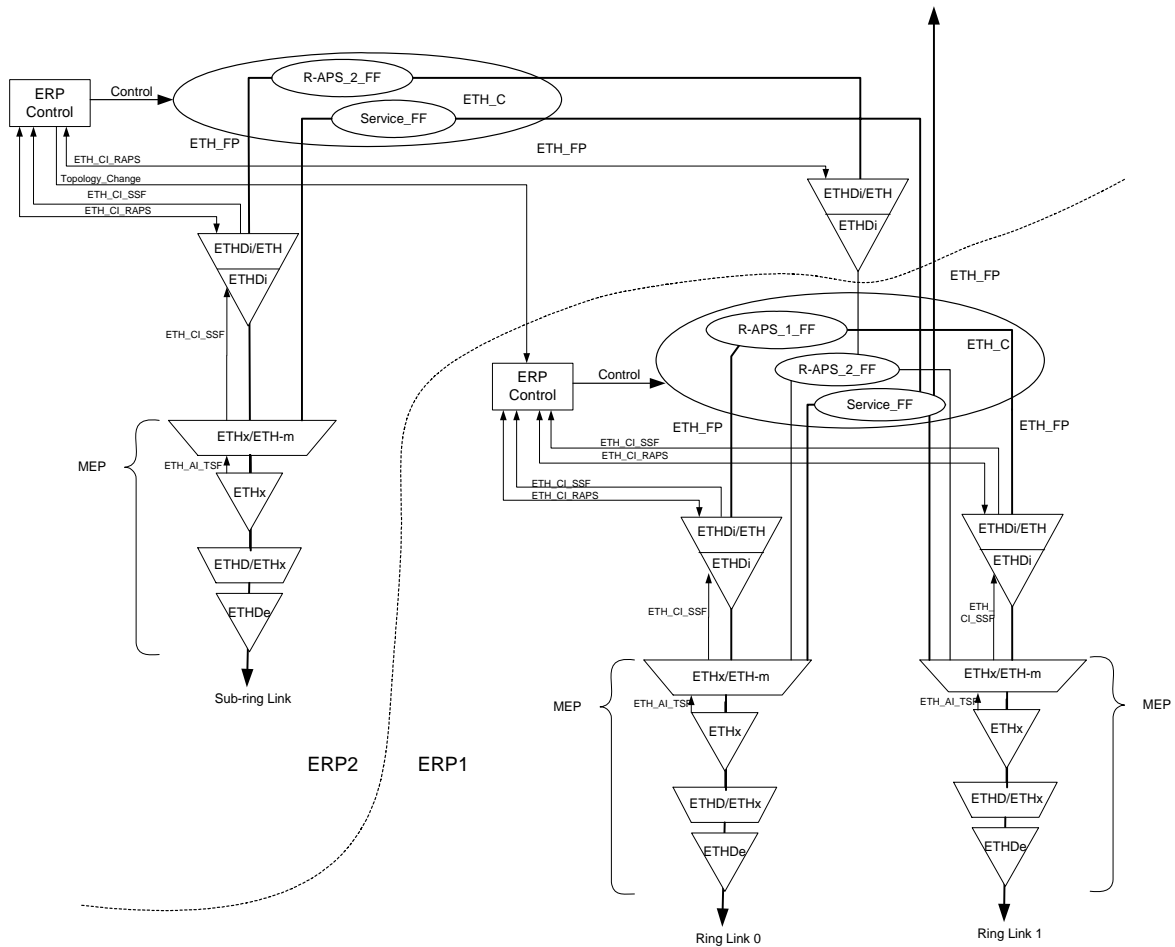 R-APS_2_FF
ERP
Control
Control
ETH_C
Service_FF
ETH_FP
ETH_FP
ETH_CI_RAPS
Topology_Change
ETH_CI_SSF
ETH_CI_RAPS
ETHDi/ETH
ETHDi
ETHDi/ETH
ETHDi
ETH_FP
ETH_CI_SSF
R-APS_1_FF
ETH_C
R-APS_2_FF
ERP
Control
Control
Service_FF
ETH_FP
ETH_FP
ETHx/ETH-m
MEP
ETH_AI_TSF
ETHx
ETH_CI_SSF
ETH_CI_RAPS
ETH_CI_SSF
ETH_CI_RAPS
ETHDi/ETH
ETHDi
ETHDi/ETH
ETHDi
ETHD/ETHx
ETHDe
ETH_CI_SSF
ETH_
CI_SSF
Sub-ring Link
ETHx/ETH-m
ETHx/ETH-m
MEP
ETH_AI_TSF
ETH_AI_TSF
MEP
ETHx
ETHx
ERP2
ERP1
ETHD/ETHx
ETHD/ETHx
ETHDe
ETHDe
Ring Link 0
Ring Link 1